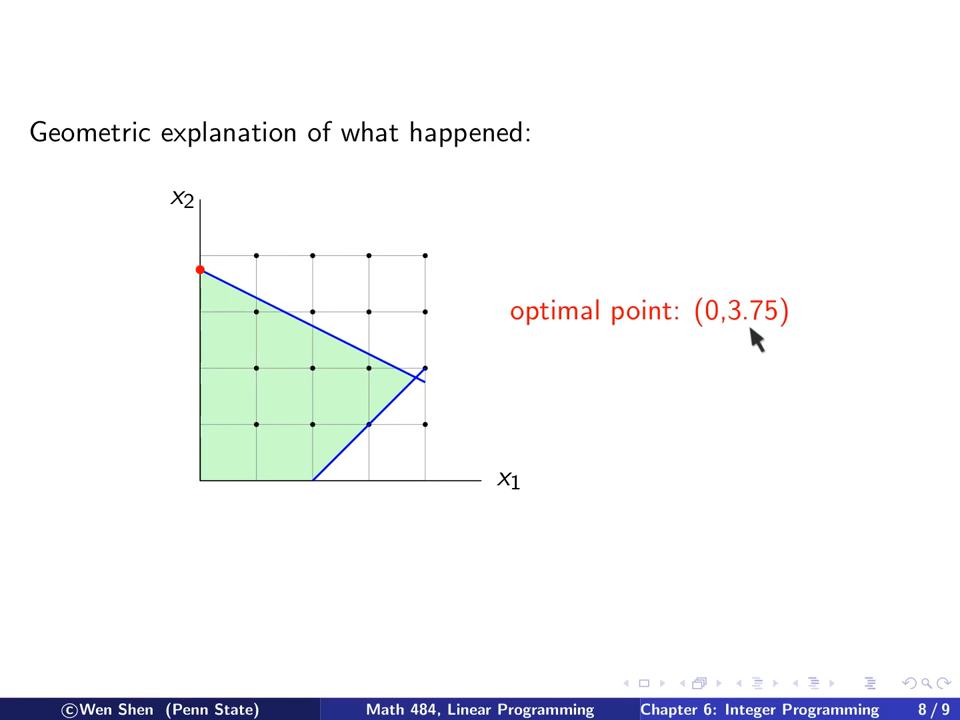 Geometric explanation of what happened:
x2
optimal point: (0,3.75)
x1
©Wen Shen (Penn State) Math 484, Linear Programming Chapter 6: Integer Programming 8 / 9